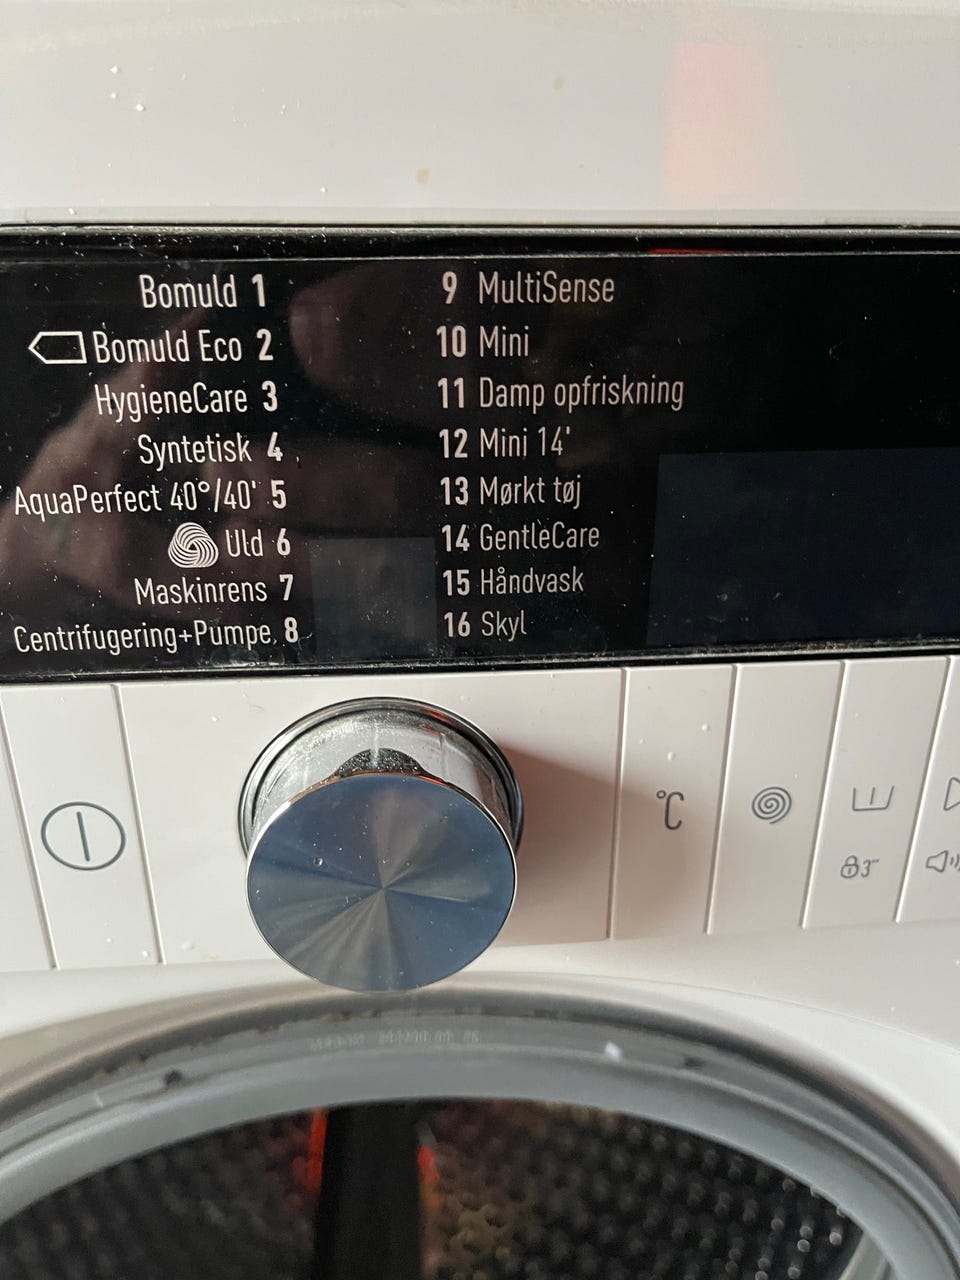 Bomuld 1
Bomuld Eco 2
HygieneCare 3
Syntetisk 4
AquaPerfect 40°/40' 5
Uld 6
Maskinrens 7
Centrifugering+Pumpe 8
9 MultiSense
10 Mini
11 Damp opfriskning
12 Mini 14'
13 Mørkt tøj
14 GentleCare
15 Håndvask
16 Skyl
°C
3"